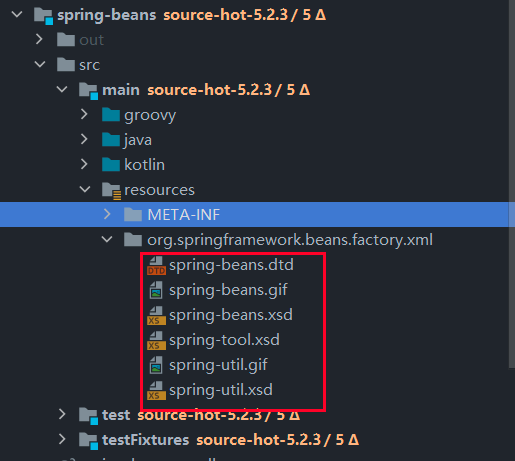 spring-beans source-hot-5.2.3 / 5 Δ
out
src
main source-hot-5.2.3 / 5 Δ
groovy
java
kotlin
resources
META-INF
org.springframework.beans.factory.xml
DTD spring-beans.dtd
spring-beans.gif
XS spring-beans.xsd
XS spring-tool.xsd
spring-util.gif
XS spring-util.xsd
test source-hot-5.2.3 / 5 Δ
testFixtures source-hot-5.2.3 / 5 Δ